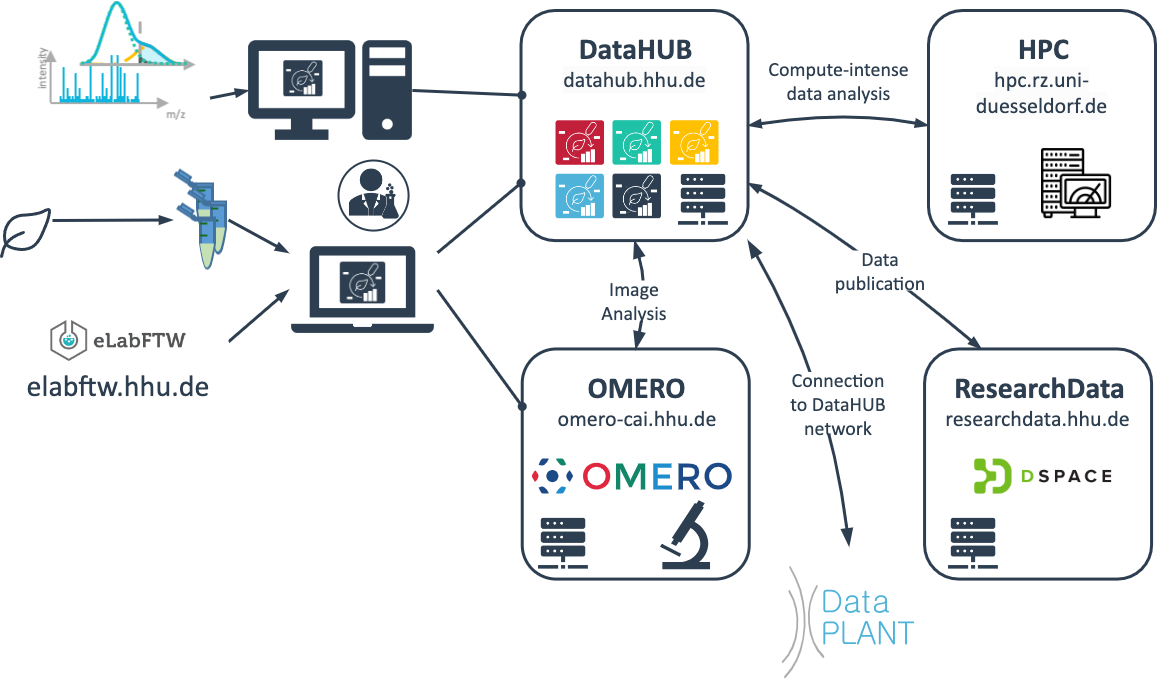 intensity
m/z
DataHUB
datahub.hhu.de
Compute-intense
data analysis
HPC
hpc.rz.uni-
duesseldorf.de
Data
publication
Image
Analysis
eLabFTW
elabftw.hhu.de
OMERO
omero-cai.hhu.de
OMERO
Connection
to DataHUB
network
ResearchData
researchdata.hhu.de
DSPACE
Data
PLANT